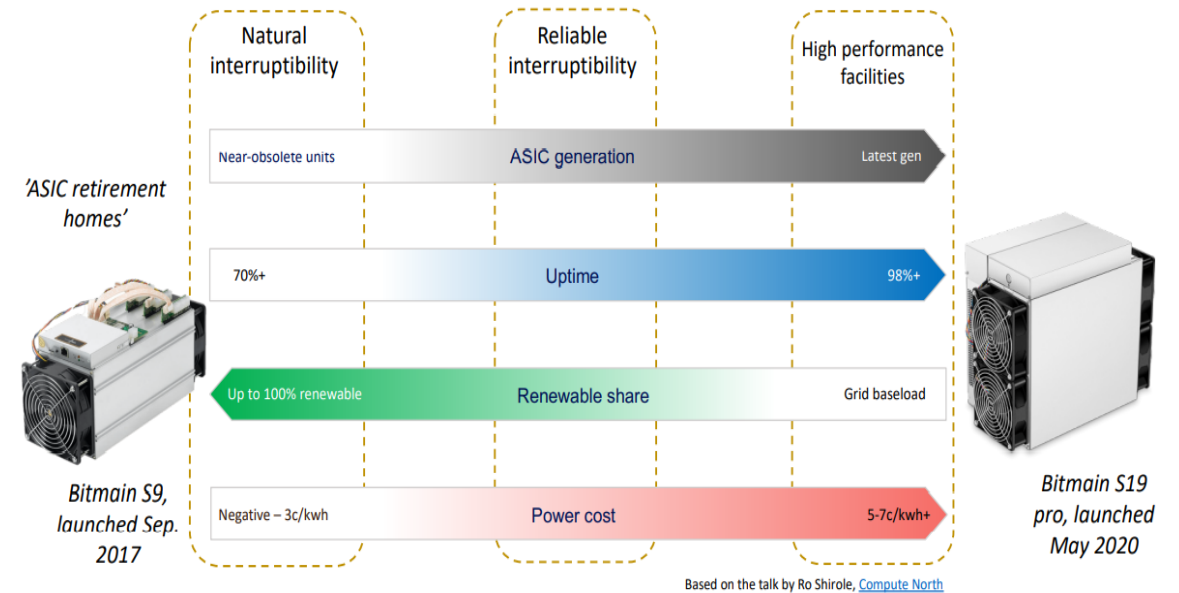 Natural
interruptibility
Reliable
interruptibility
High performance
facilities
Near-obsolete units
ASIC generation
Latest gen
'ASIC retirement
homes'
70%+
Uptime
98%+
Up to 100% renewable
Renewable share
Grid baseload
Bitmain S9,
launched Sep.
2017
Negative – 3c/kwh
Power cost
5-7c/kwh+
Bitmain S19
pro, launched
May 2020
Based on the talk by Ro Shirole, Compute North